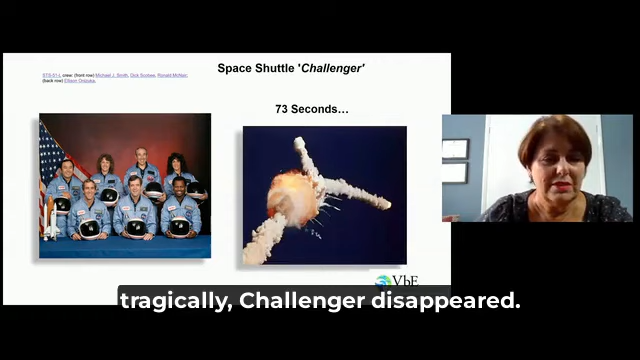 Space Shuttle 'Challenger'
STS-51-L crew: (front row) Michael J. Smith, Dick Scobee, Ronald McNair;
(back row) Ellison Onizuka,
73 Seconds…
VbE
tragically, Challenger disappeared.